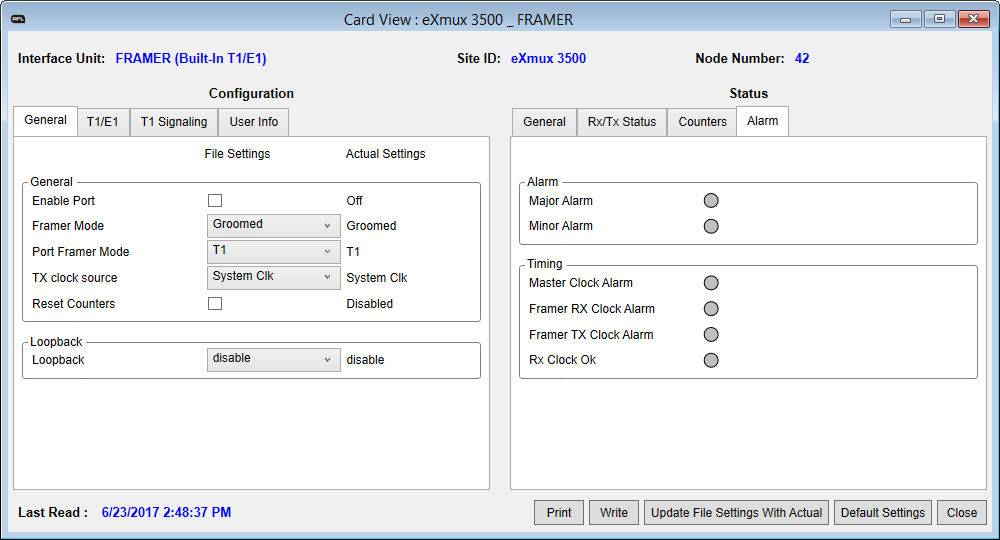 RFL
Card View : eXmux 3500 _ FRAMER
Interface Unit: FRAMER (Built-In T1/E1) Site ID: eXmux 3500 Node Number: 42
Configuration
General T1/E1 T1 Signaling User Info
File Settings Actual Settings
General
Enable Port Off
Framer Mode Groomed Groomed
Port Framer Mode T1 T1
TX clock source System Clk System Clk
Reset Counters Disabled
Loopback
Loopback disable disable
Status
General Rx/Tx Status Counters Alarm
Alarm
Major Alarm
Minor Alarm
Timing
Master Clock Alarm
Framer RX Clock Alarm
Framer TX Clock Alarm
Rx Clock Ok
Last Read : 6/23/2017 2:48:37 PM
Print Write Update File Settings With Actual Default Settings Close